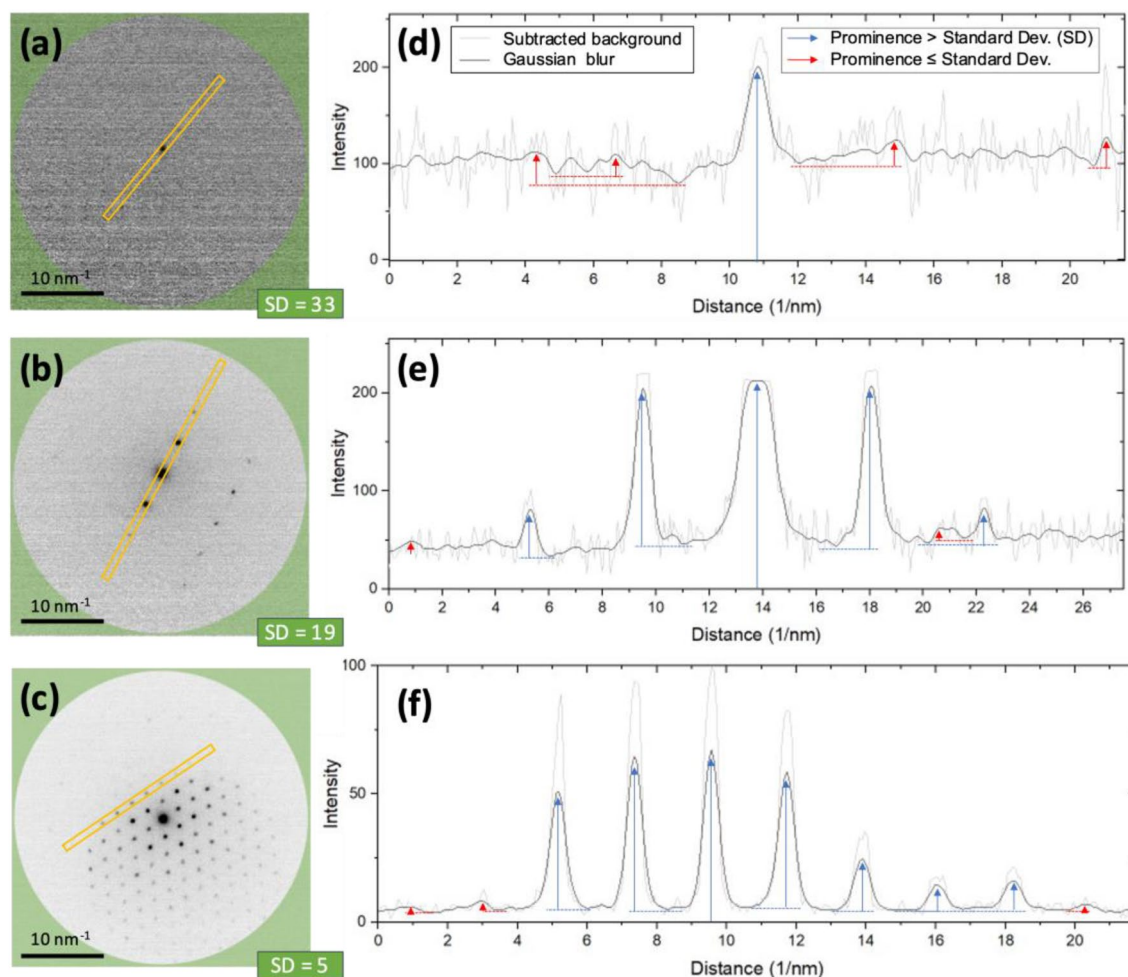 (a)
10 nm-1
SD = 33
(d)
Subtracted background
Gaussian blur
Prominence > Standard Dev. (SD)
Prominence ≤ Standard Dev.
Intensity
200
100
0
0 2 4 6 8 10 12 14 16 18 20
Distance (1/nm)
(b)
10 nm-1
SD = 19
(e)
Intensity
200
100
0
0 2 4 6 8 10 12 14 16 18 20 22 24 26
Distance (1/nm)
(c)
10 nm-1
SD = 5
(f)
Intensity
100
50
0
0 2 4 6 8 10 12 14 16 18 20
Distance (1/nm)